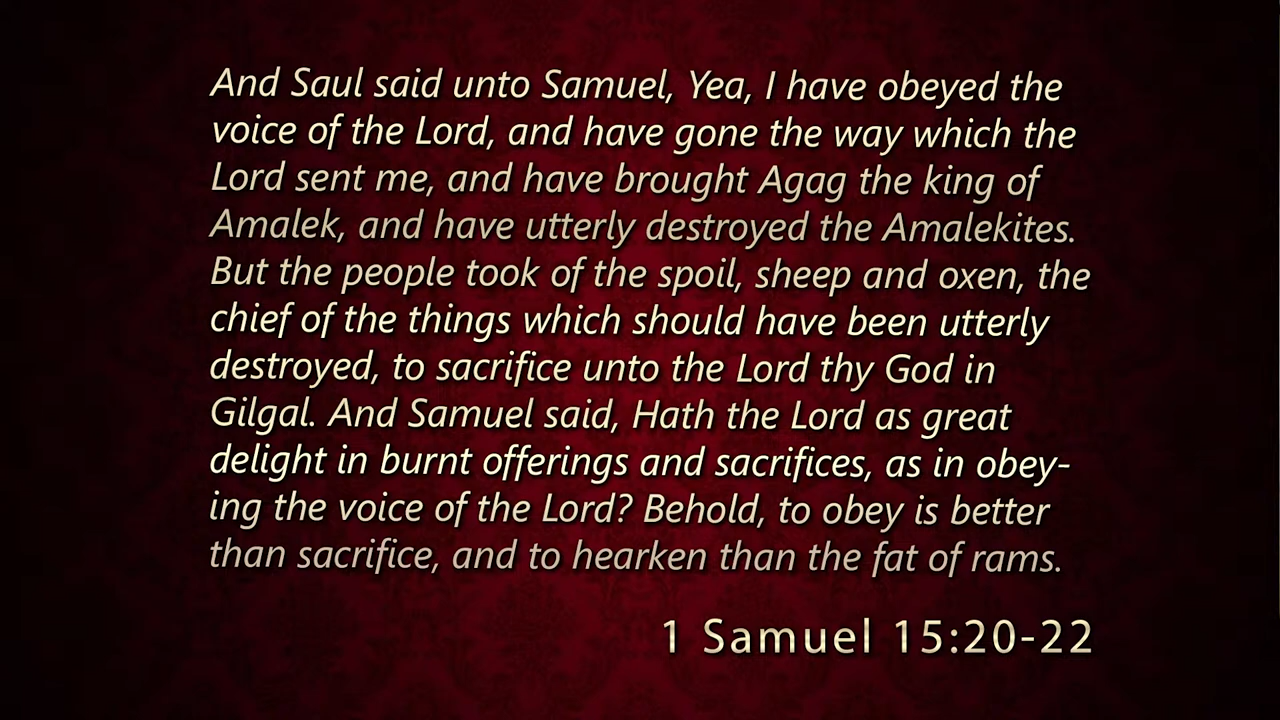 And Saul said unto Samuel, Yea, I have obeyed the
voice of the Lord, and have gone the way which the
Lord sent me, and have brought Agag the king of
Amalek, and have utterly destroyed the Amalekites.
But the people took of the spoil, sheep and oxen, the
chief of the things which should have been utterly
destroyed, to sacrifice unto the Lord thy God in
Gilgal. And Samuel said, Hath the Lord as great
delight in burnt offerings and sacrifices, as in obey-
ing the voice of the Lord? Behold, to obey is better
than sacrifice, and to hearken than the fat of rams.
1 Samuel 15:20-22